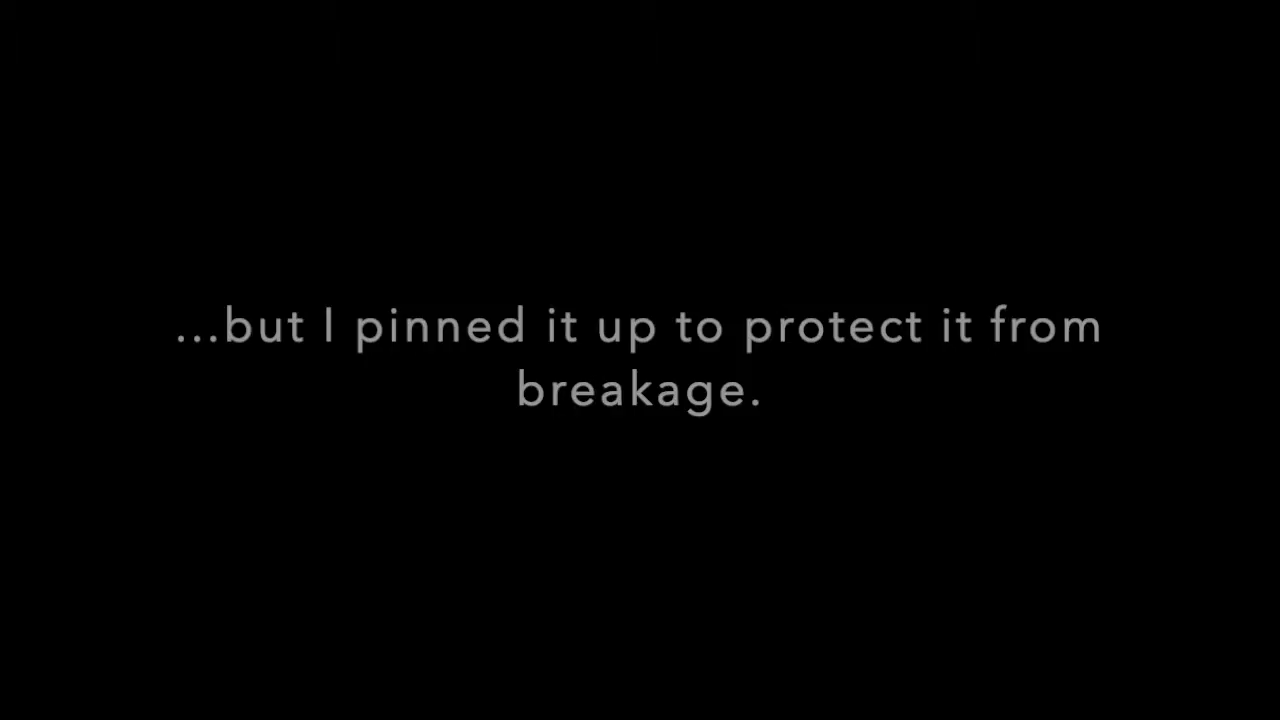 ...but I pinned it up to protect it from
breakage.